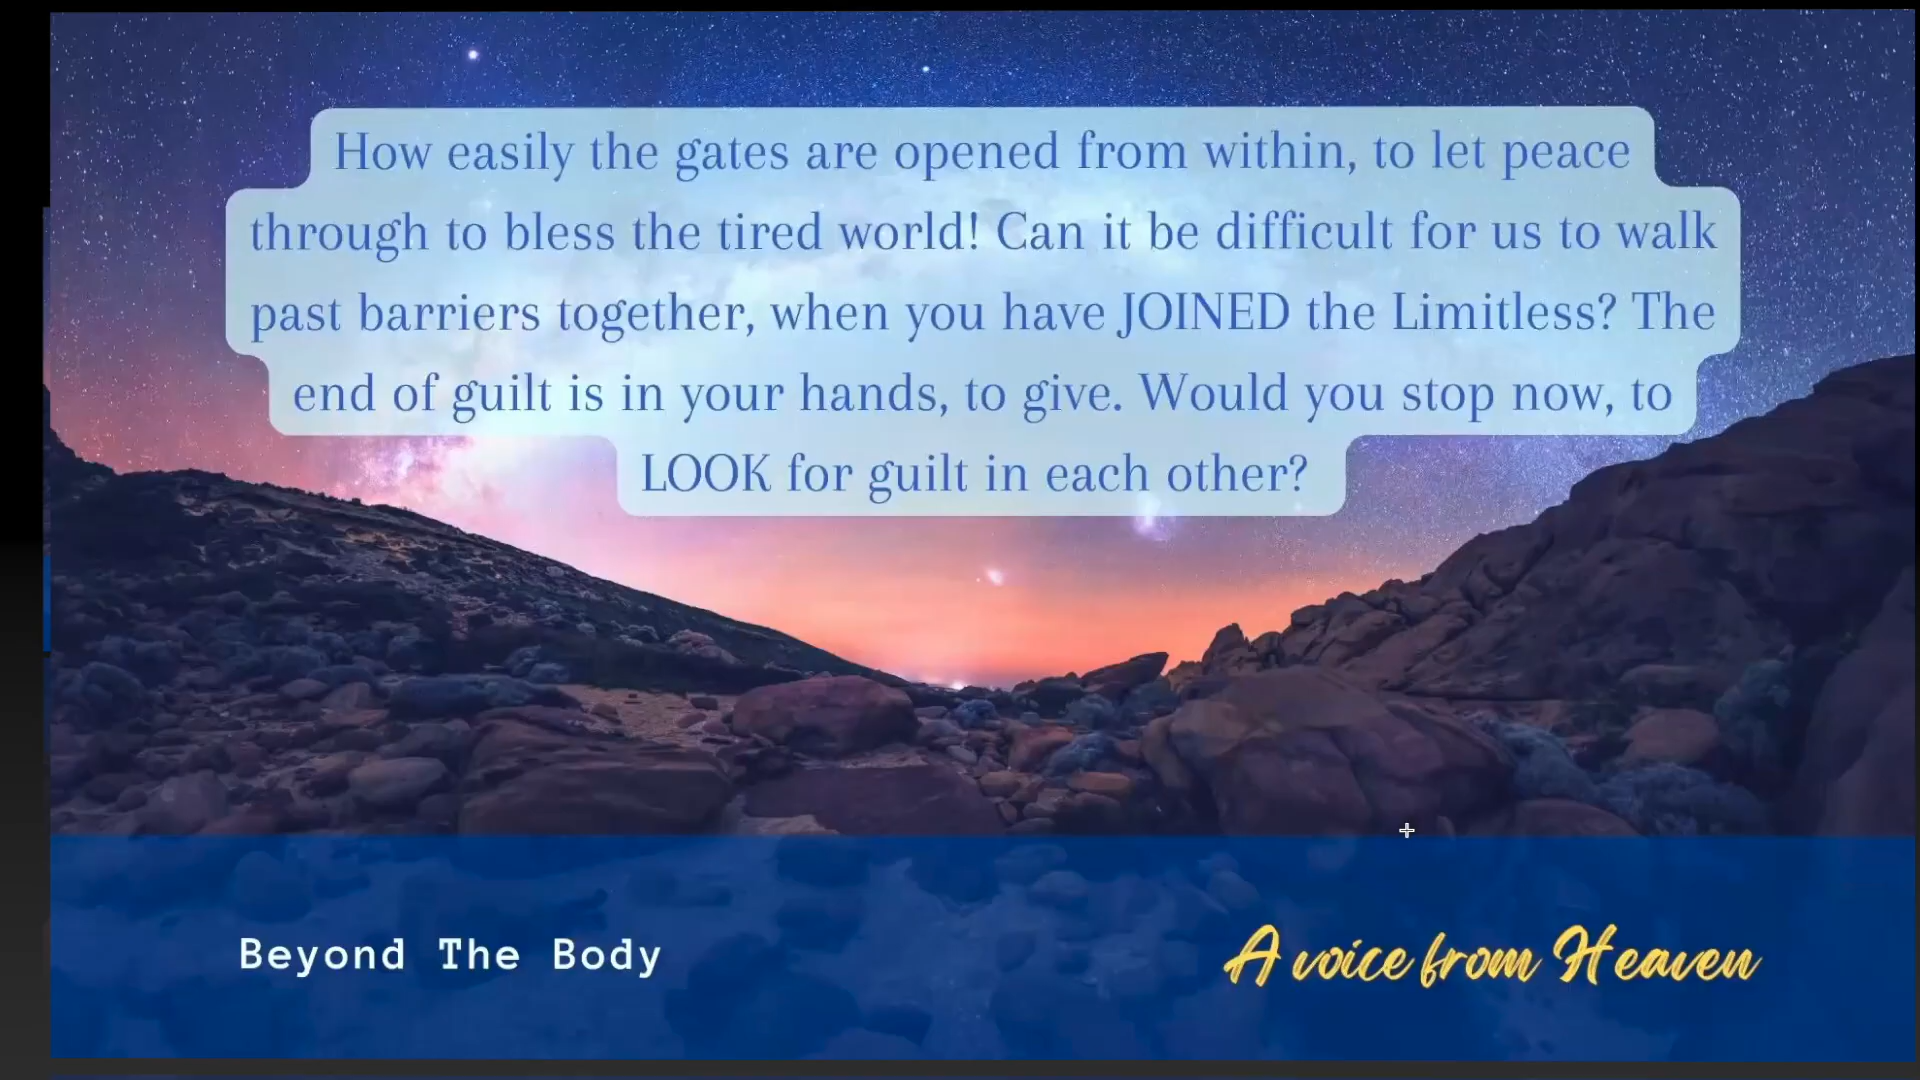 How easily the gates are opened from within, to let peace
through to bless the tired world! Can it be difficult for us to walk
past barriers together, when you have JOINED the Limitless? The
end of guilt is in your hands, to give. Would you stop now, to
LOOK for guilt in each other?
Beyond The Body
A voice from Heaven